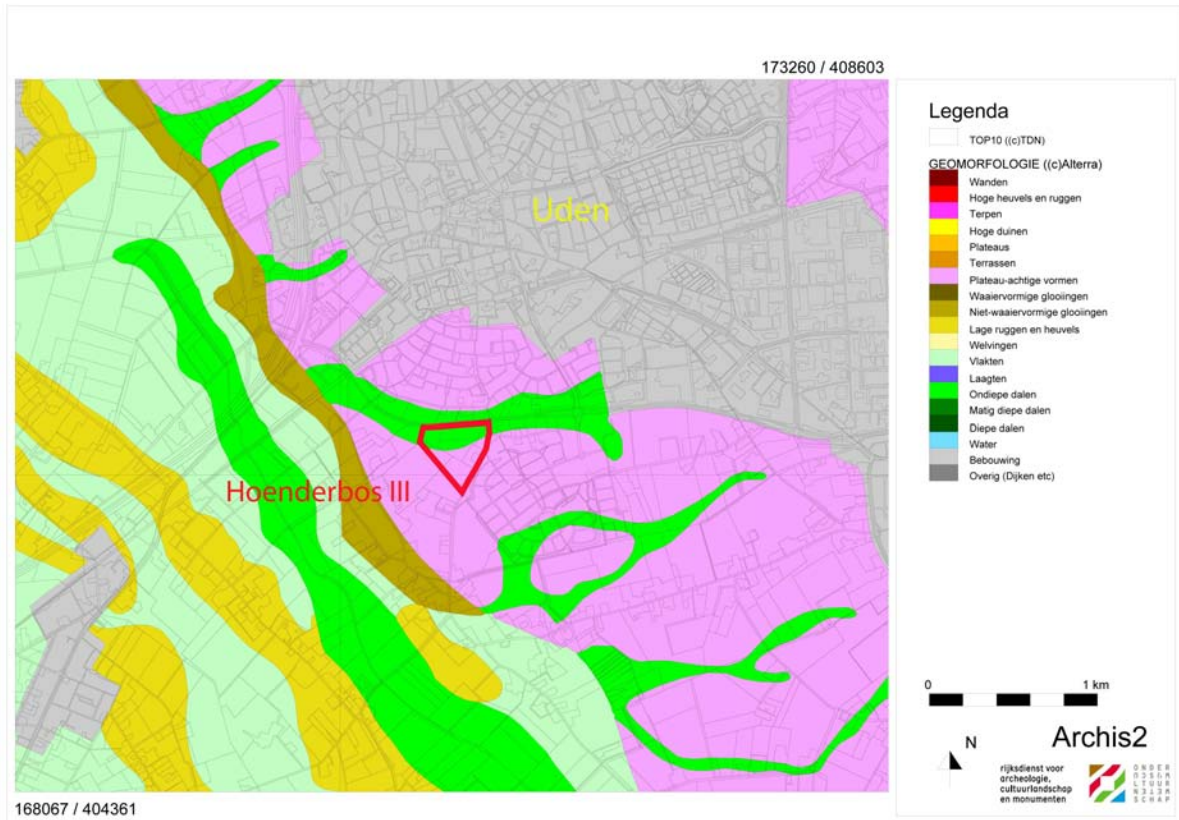 173260 / 408603
Uden
Hoenderbos III
168067 / 404361
Legenda
TOP10 ((c)TDN)
GEOMORFOLOGIE ((c)Alterra)
Wanden
Hoge heuvels en ruggen
Terpen
Hoge duinen
Plateaus
Terrassen
Plateau-achtige vormen
Waaiervormige glooiingen
Niet-waaiervormige glooiingen
Lage ruggen en heuvels
Welvingen
Vlakten
Laagten
Ondiepe dalen
Matig diepe dalen
Diepe dalen
Water
Bebouwing
Overig (Dijken etc)
0 1 km
N
Archis2
rijksdienst voor
archeologie,
cultuurlandschap
en monumenten